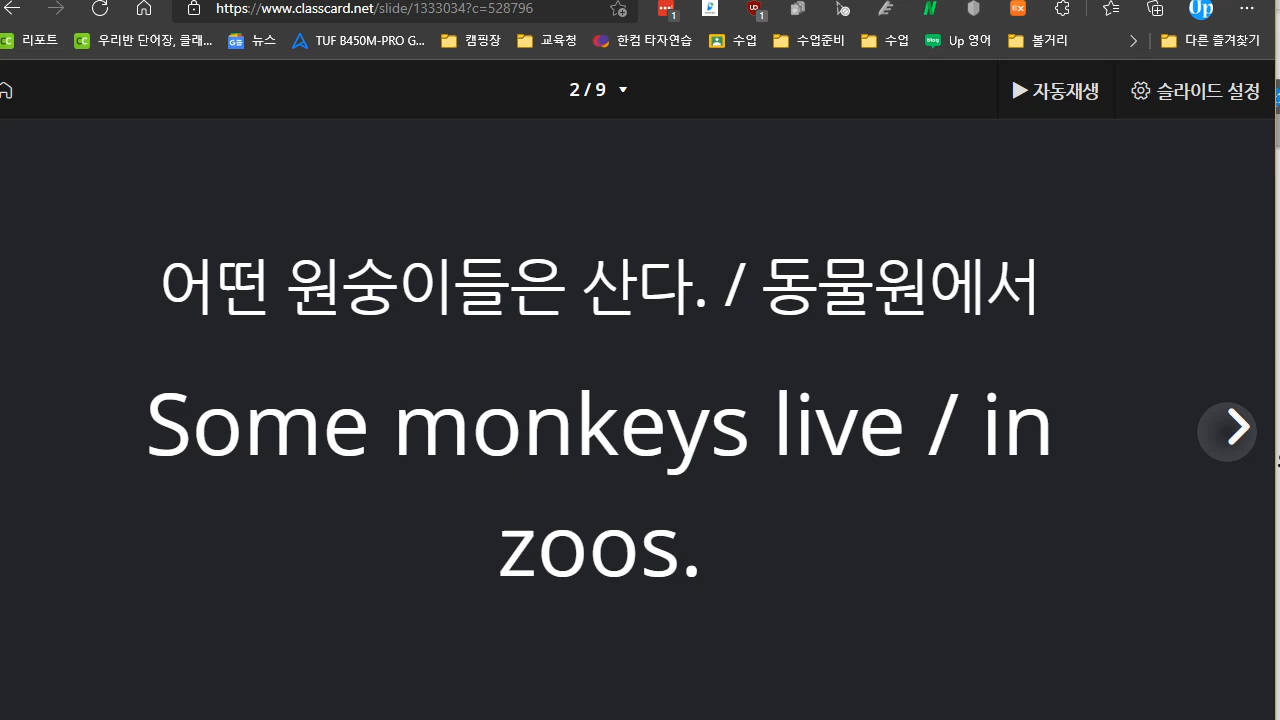 https://www.classcard.net/slide/1333034?c=528796
리포트 우리반 단어장, 클래... 뉴스 TUF B450M-PRO G... 캠핑장 교육청 한컴 타자연습 수업 수업준비 수업 Up 영어 볼거리 다른 즐겨찾기
2 / 9 자동재생 슬라이드 설정
어떤 원숭이들은 산다. / 동물원에서
Some monkeys live / in
zoos.